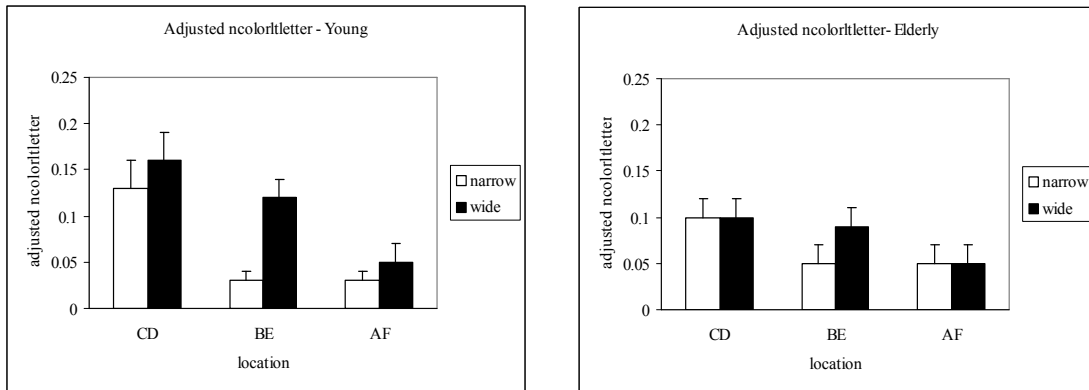 Adjusted ncolorltletter - Young
0.25
0.2
0.15
0.1
0.05
0
adjusted ncolorltletter
CD BE AF
location
narrow
wide
Adjusted ncolorltletter- Elderly
0.25
0.2
0.15
0.1
0.05
0
adjusted ncolorltletter
CD BE AF
location
narrow
wide